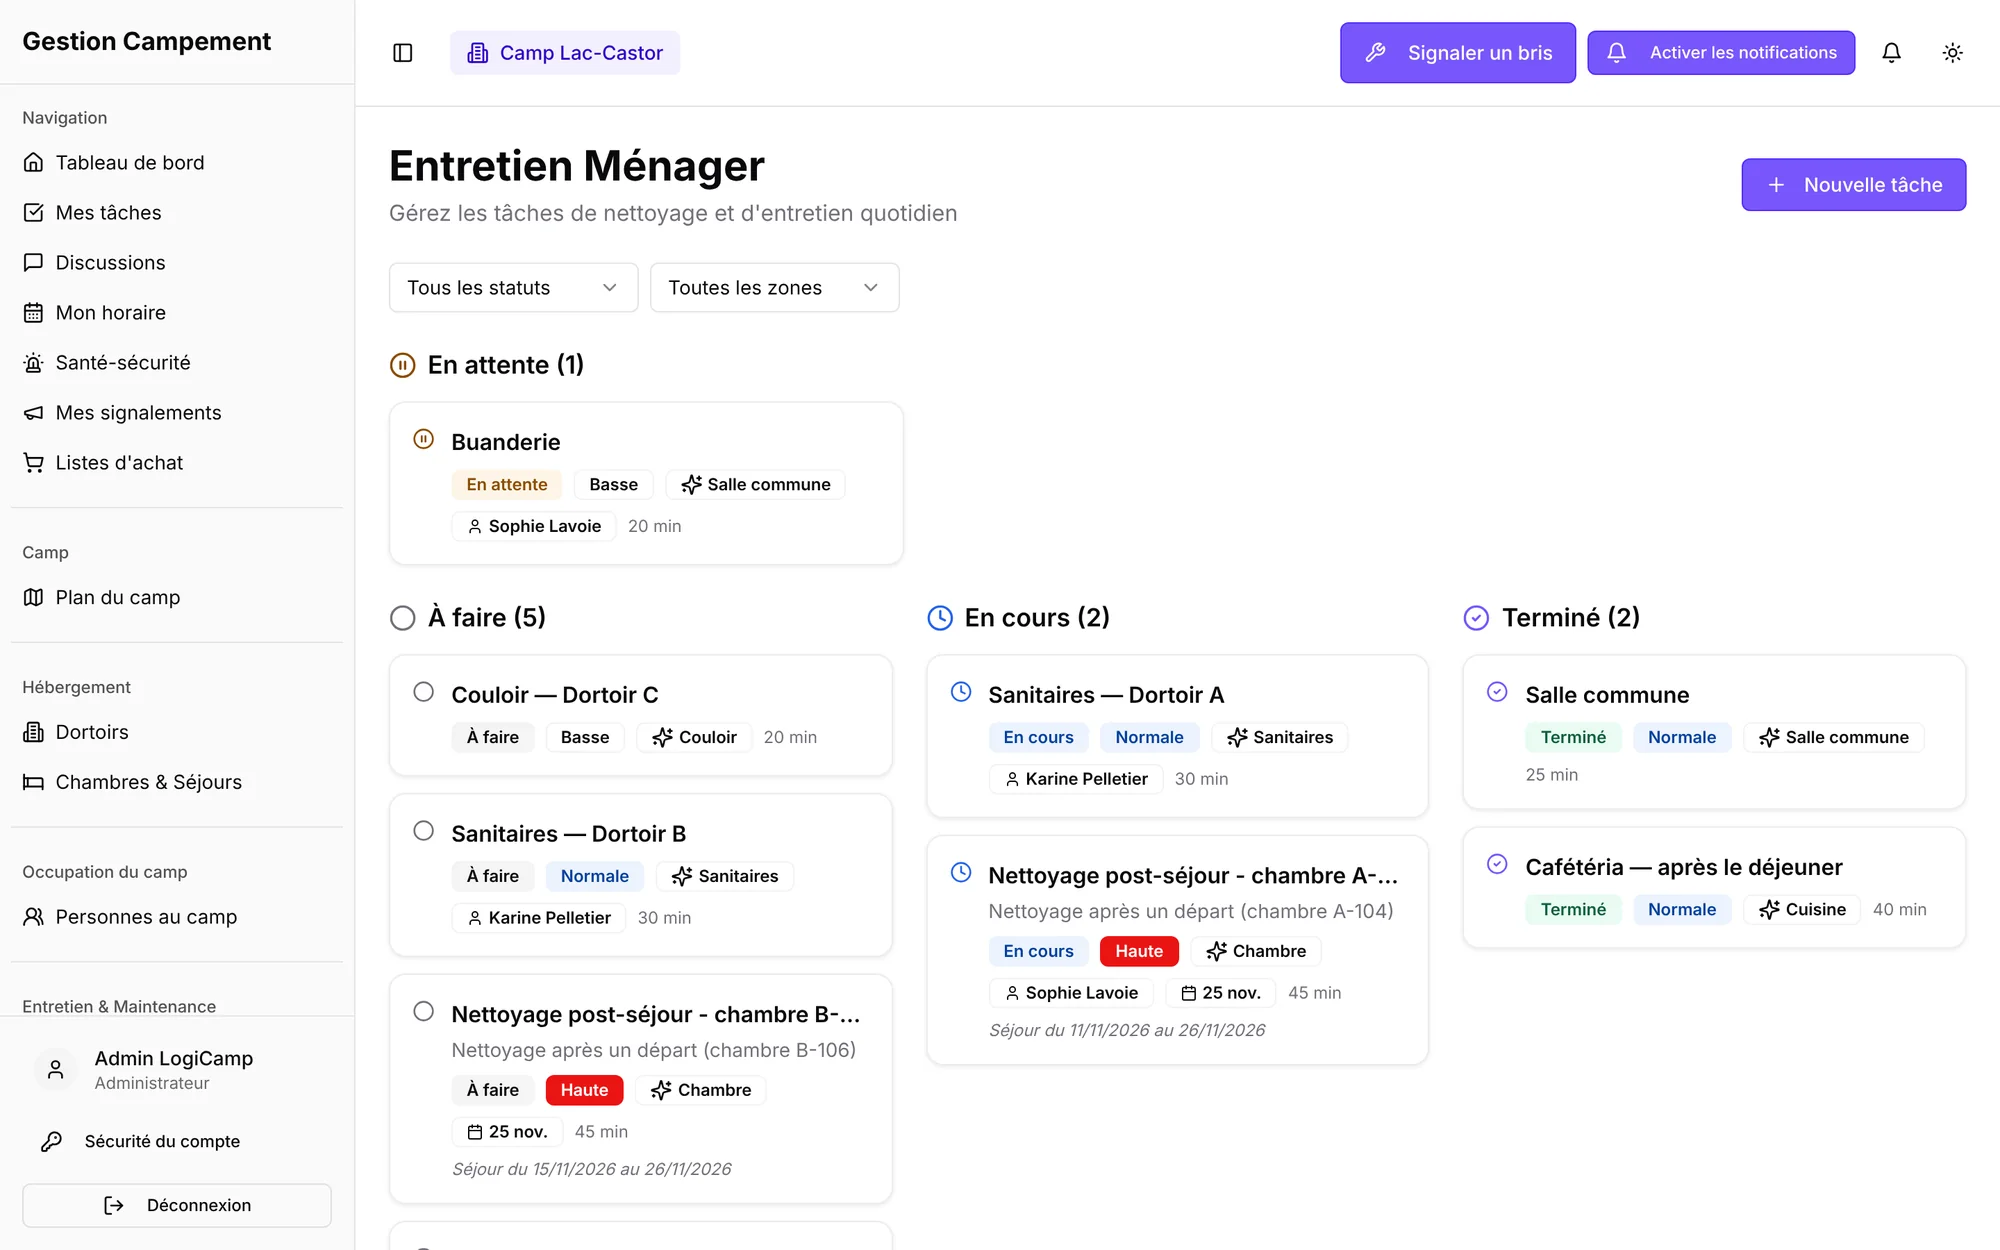 Gestion Campement
Navigation
Tableau de bord
Mes tâches
Discussions
Mon horaire
Santé-sécurité
Mes signalements
Listes d'achat
Camp
Plan du camp
Hébergement
Dortoirs
Chambres & Séjours
Occupation du camp
Personnes au camp
Entretien & Maintenance
Admin LogiCamp
Administrateur
Sécurité du compte
Déconnexion
Camp Lac-Castor
Signaler un bris
Activer les notifications
Entretien Ménager
Gérez les tâches de nettoyage et d'entretien quotidien
Nouvelle tâche
Tous les statuts
Toutes les zones
En attente (1)
Buanderie
En attente Basse Salle commune
Sophie Lavoie 20 min
À faire (5)
Couloir — Dortoir C
À faire Basse Couloir 20 min
Sanitaires — Dortoir B
À faire Normale Sanitaires
Karine Pelletier 30 min
Nettoyage post-séjour - chambre B-...
Nettoyage après un départ (chambre B-106)
À faire Haute Chambre
25 nov. 45 min
Séjour du 15/11/2026 au 26/11/2026
En cours (2)
Sanitaires — Dortoir A
En cours Normale Sanitaires
Karine Pelletier 30 min
Nettoyage post-séjour - chambre A-...
Nettoyage après un départ (chambre A-104)
En cours Haute Chambre
Sophie Lavoie 25 nov. 45 min
Séjour du 11/11/2026 au 26/11/2026
Terminé (2)
Salle commune
Terminé Normale Salle commune
25 min
Cafétéria — après le déjeuner
Terminé Normale Cuisine 40 min